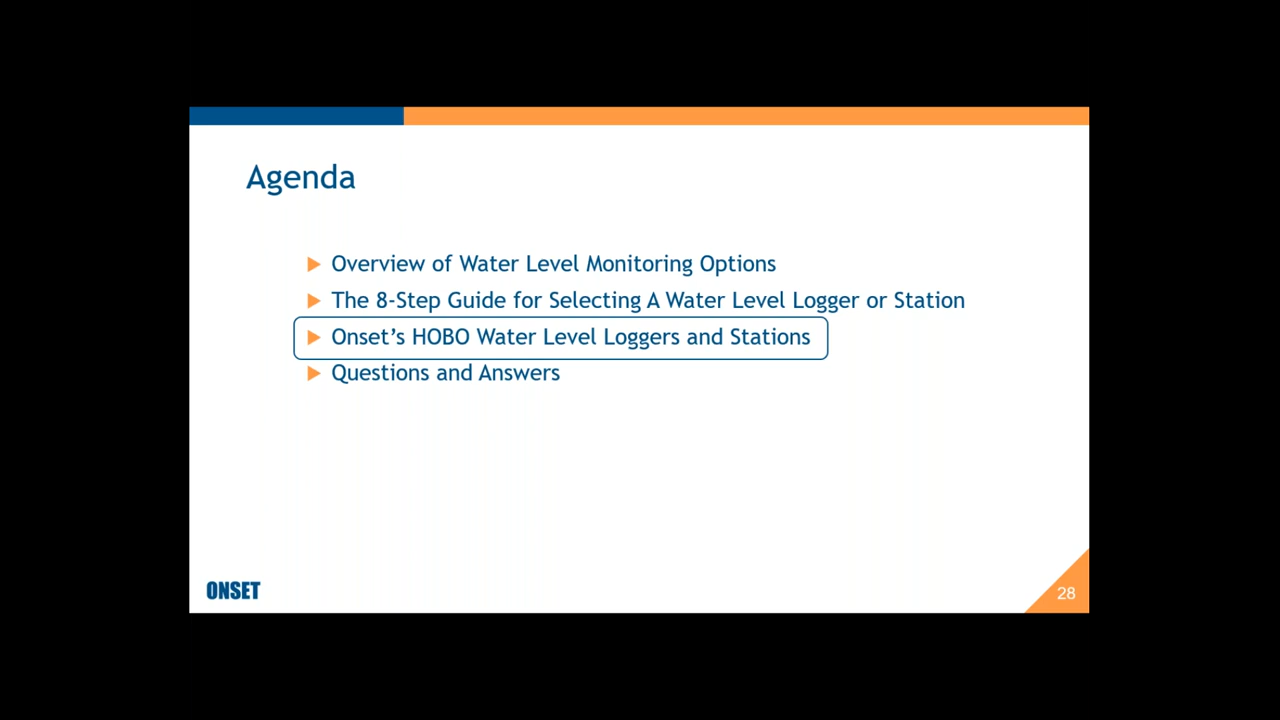 Agenda
Overview of Water Level Monitoring Options
The 8-Step Guide for Selecting A Water Level Logger or Station
Onset’s HOBO Water Level Loggers and Stations
Questions and Answers
ONSET
28